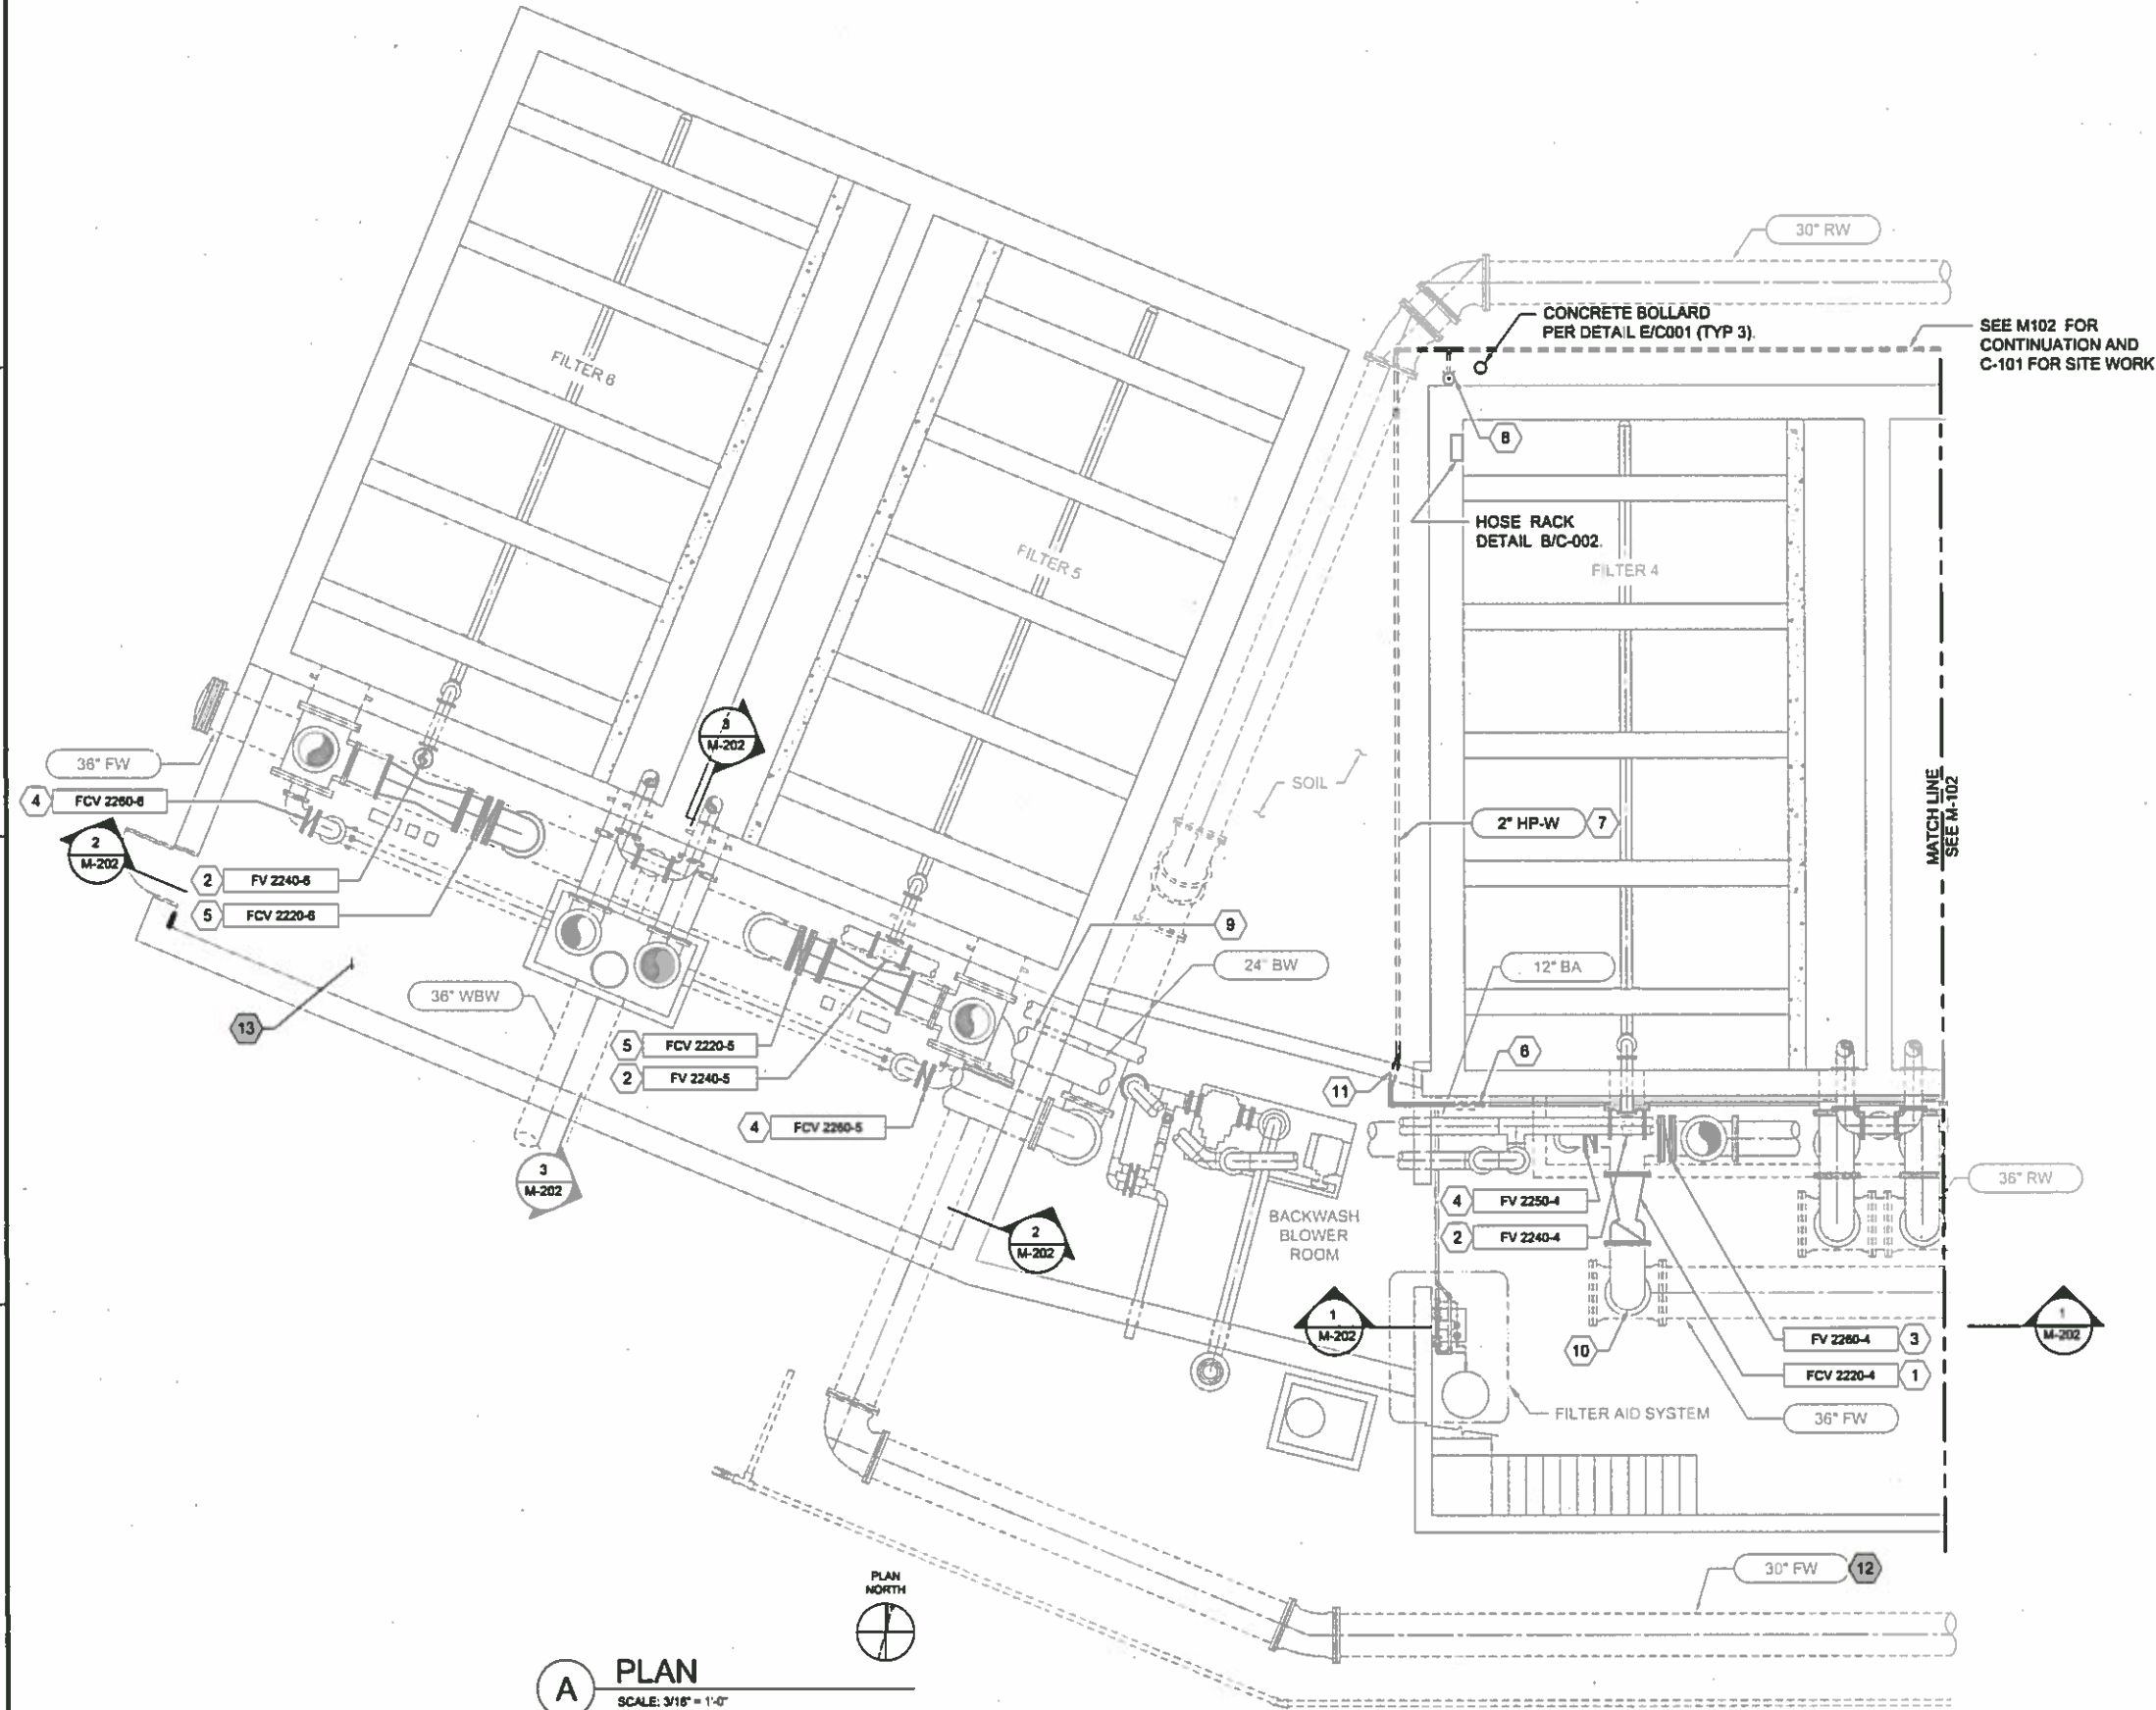 30" RW
CONCRETE BOLLARD
PER DETAIL E/C001 (TYP 3).
SEE M102 FOR
CONTINUATION AND
C-101 FOR SITE WORK
FILTER 6
8
HOSE RACK
DETAIL B/C-002.
FILTER 5
FILTER 4
3
M-202
36" FW
SOIL
4
FCV 2260-6
2" HP-W
7
MATCH LINE
SEE M-102
2
M-202
2
FV 2240-6
5
FCV 2220-6
9
24" BW
12" BA
36" WBW
13
5
FCV 2220-5
6
2
FV 2240-5
11
4
FCV 2260-5
3
M-202
36" RW
4
FV 2250-4
2
FV 2240-4
BACKWASH
BLOWER
ROOM
2
M-202
1
M-202
1
M-202
FV 2260-4
3
10
FCV 2220-4
1
FILTER AID SYSTEM
36" FW
30" FW
12
PLAN
NORTH
A
PLAN
SCALE: 3/16" = 1'-0"